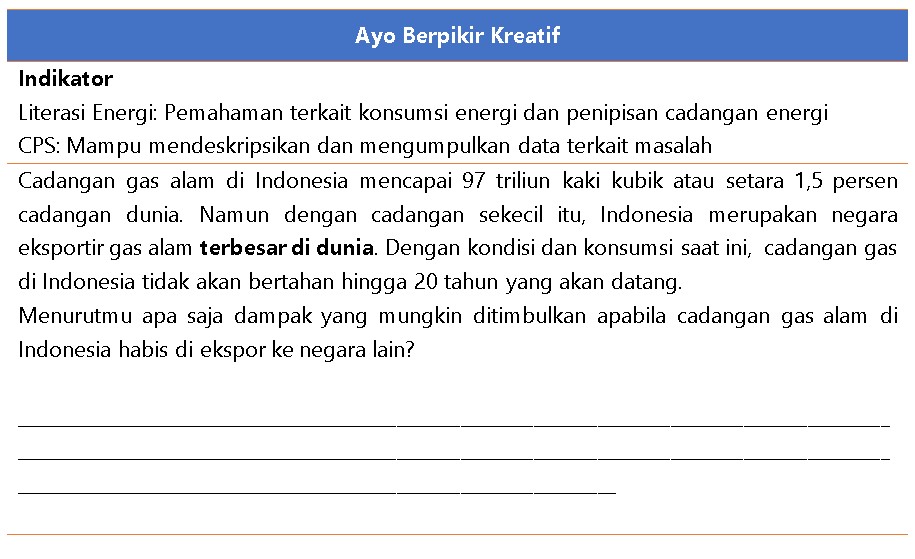 Ayo Berpikir Kreatif
Indikator
Literasi Energi: Pemahaman terkait konsumsi energi dan penipisan cadangan energi
CPS: Mampu mendeskripsikan dan mengumpulkan data terkait masalah
Cadangan gas alam di Indonesia mencapai 97 triliun kaki kubik atau setara 1,5 persen
cadangan dunia. Namun dengan cadangan sekecil itu, Indonesia merupakan negara
eksportir gas alam terbesar di dunia. Dengan kondisi dan konsumsi saat ini, cadangan gas
di Indonesia tidak akan bertahan hingga 20 tahun yang akan datang.
Menurutmu apa saja dampak yang mungkin ditimbulkan apabila cadangan gas alam di
Indonesia habis di ekspor ke negara lain?